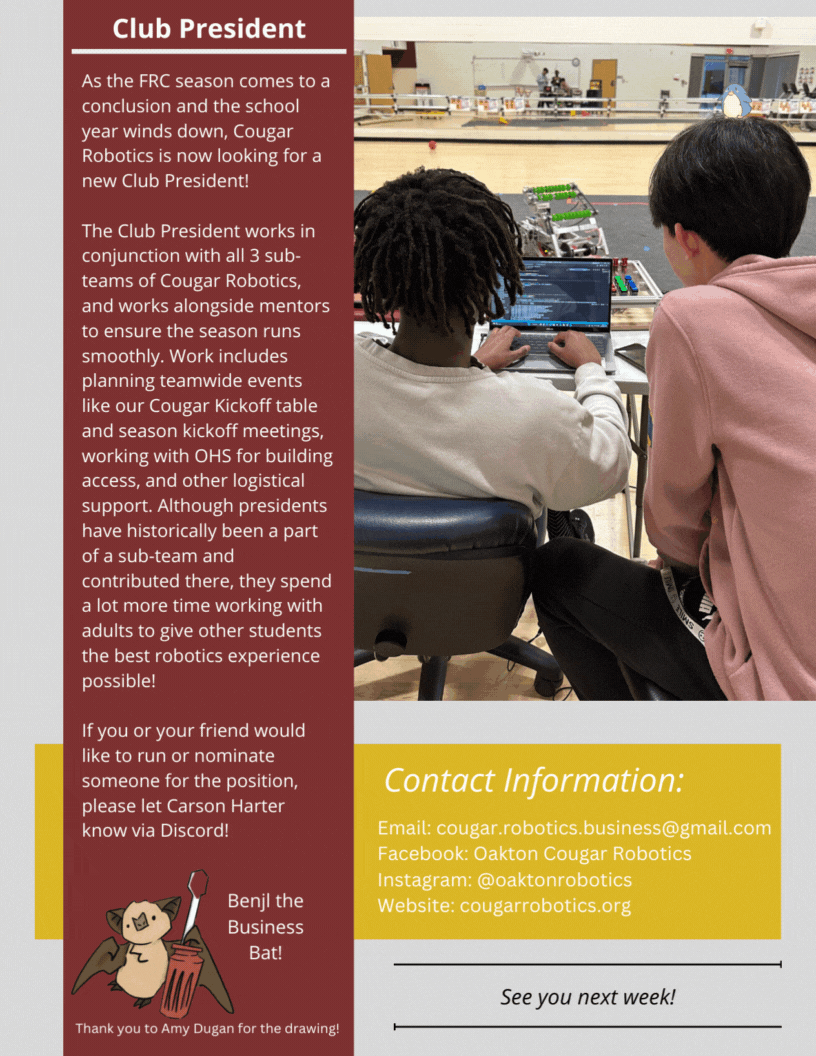 Club President
As the FRC season comes to a
conclusion and the school
year winds down, Cougar
Robotics is now looking for a
new Club President!
The Club President works in
conjunction with all 3 sub-
teams of Cougar Robotics,
and works alongside mentors
to ensure the season runs
smoothly. Work includes
planning teamwide events
like our Cougar Kickoff table
and season kickoff meetings,
working with OHS for building
access, and other logistical
support. Although presidents
have historically been a part
of a sub-team and
contributed there, they spend
a lot more time working with
adults to give other students
the best robotics experience
possible!
If you or your friend would
like to run or nominate
someone for the position,
please let Carson Harter
know via Discord!
Benjl the
Business
Bat!
Thank you to Amy Dugan for the drawing!
Contact Information:
Email: cougar.robotics.business@gmail.com
Facebook: Oakton Cougar Robotics
Instagram: @oaktonrobotics
Website: cougarrobotics.org
See you next week!